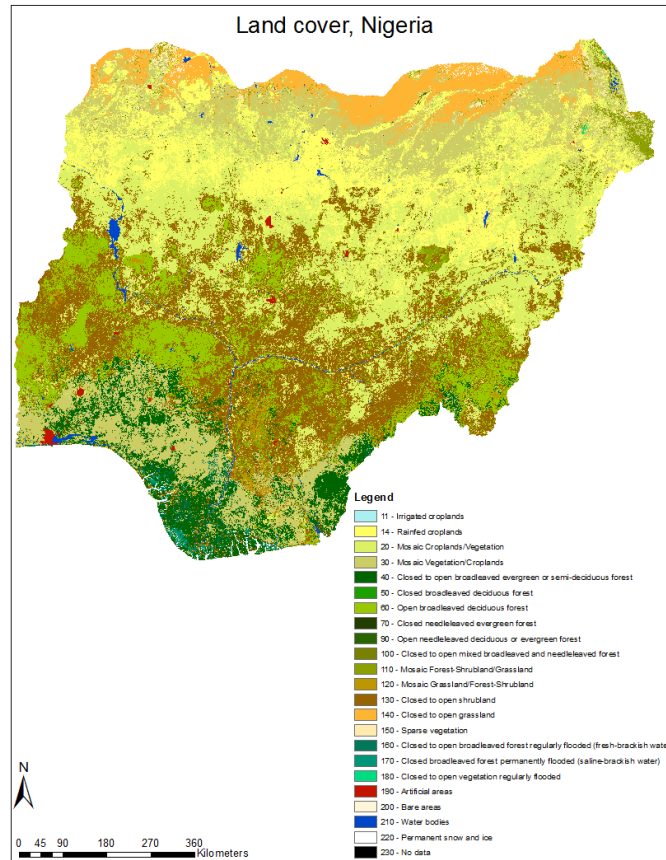 Land cover, Nigeria
Legend
11 - Irrigated croplands
14 - Rainfed croplands
20 - Mosaic Croplands/Vegetation
30 - Mosaic Vegetation/Croplands
40 - Closed to open broadleaved evergreen or semi-deciduous forest
50 - Closed broadleaved deciduous forest
60 - Open broadleaved deciduous forest
70 - Closed needleleaved evergreen forest
90 - Open needleleaved deciduous or evergreen forest
100 - Closed to open mixed broadleaved and needleleaved forest
110 - Mosaic Forest-Shrubland/Grassland
120 - Mosaic Grassland/Forest-Shrubland
130 - Closed to open shrubland
140 - Closed to open grassland
150 - Sparse vegetation
160 - Closed to open broadleaved forest regularly flooded (fresh-brackish wate
170 - Closed broadleaved forest permanently flooded (saline-brackish water)
180 - Closed to open vegetation regularly flooded
190 - Artificial areas
200 - Bare areas
210 - Water bodies
220 - Permanent snow and ice
230 - No data
N
0 45 90 180 270 360
Kilometers